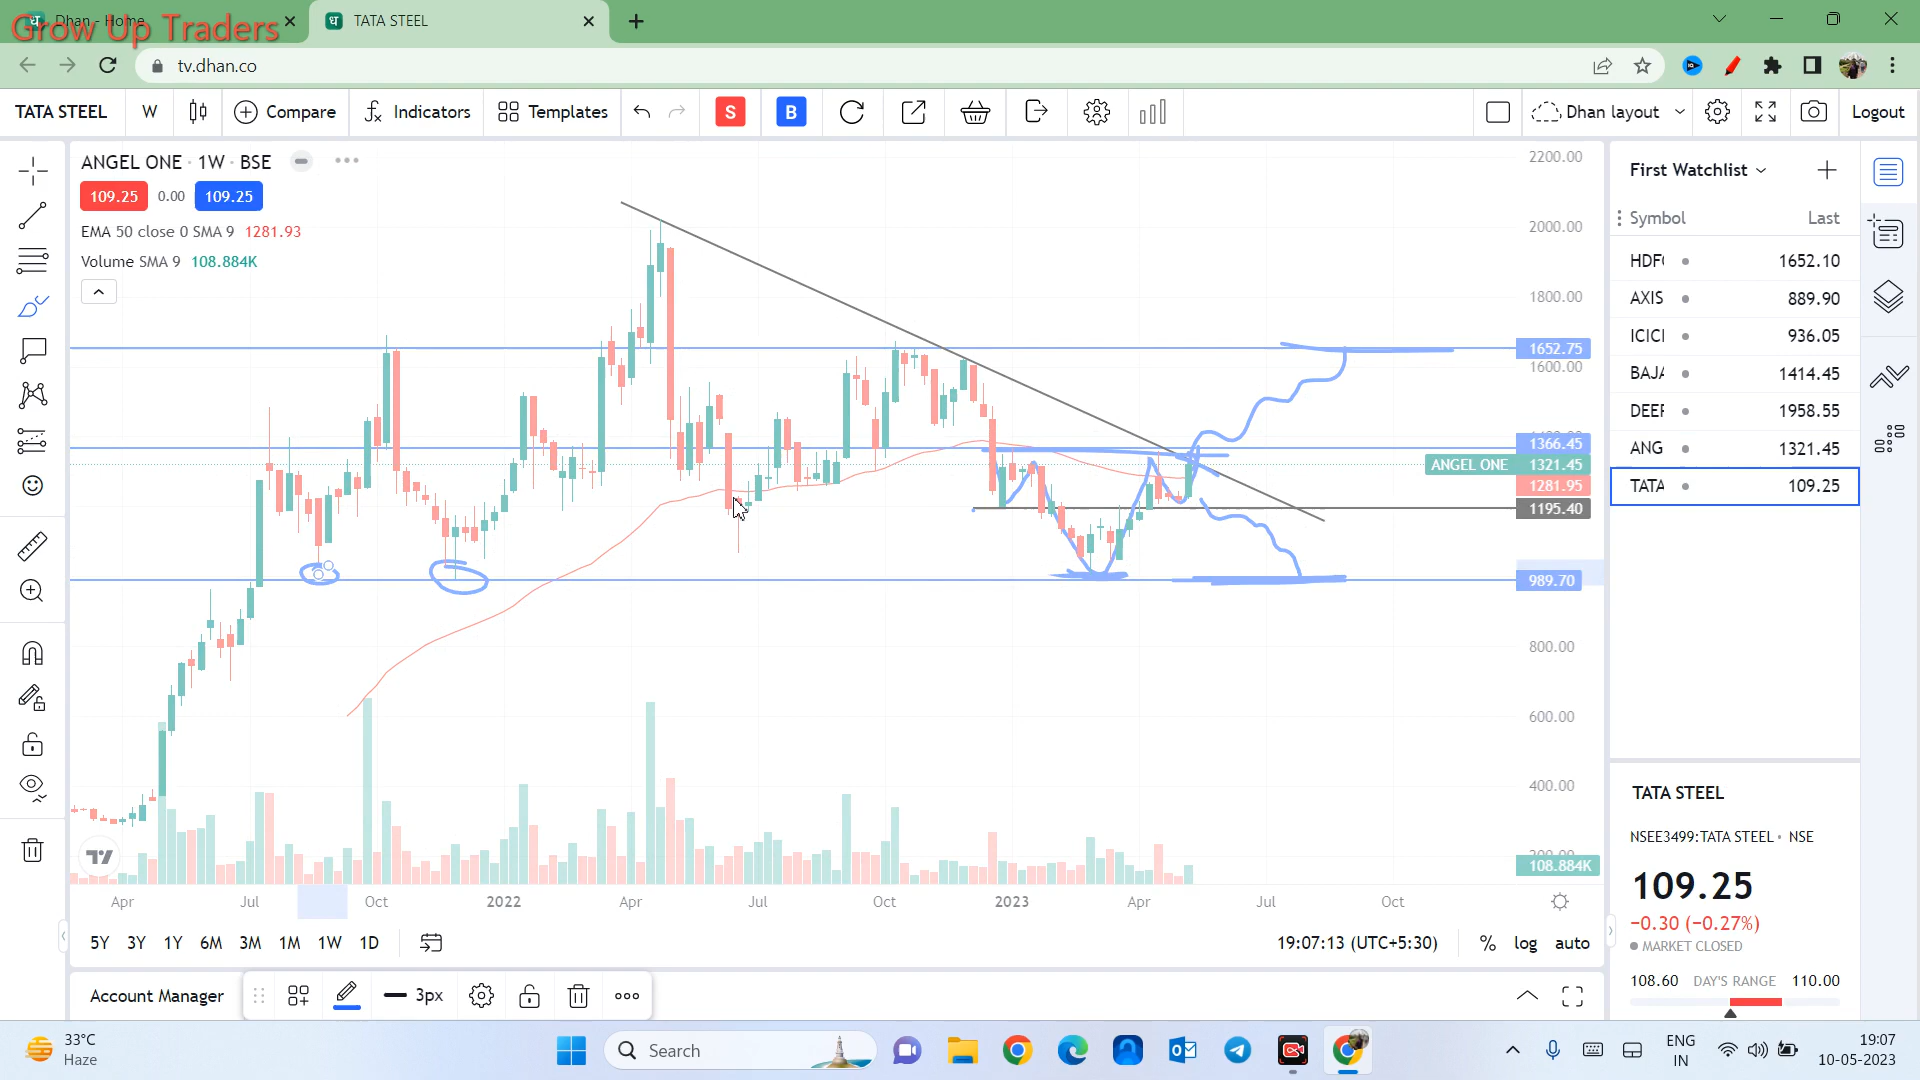 Dhan - Home
Grow Up Traders
TATA STEEL
tv.dhan.co
TATA STEEL
W
Compare
Indicators
Templates
S
B
Dhan layout
Logout
ANGEL ONE · 1W · BSE
109.25
0.00
109.25
EMA 50 close 0 SMA 9 1281.93
Volume SMA 9 108.884K
2200.00
2000.00
1800.00
1652.75
1600.00
1366.45
ANGEL ONE 1321.45
1281.95
1195.40
989.70
800.00
600.00
400.00
108.884K
Apr
Jul
Oct
2022
Apr
Jul
Oct
2023
Apr
Jul
Oct
5Y 3Y 1Y 6M 3M 1M 1W 1D
19:07:13 (UTC+5:30)
% log auto
Account Manager
3px
First Watchlist
Symbol Last
HDF 1652.10
AXIS 889.90
ICICI 936.05
BAJA 1414.45
DEEF 1958.55
ANG 1321.45
TATA 109.25
TATA STEEL
NSEE3499:TATA STEEL · NSE
109.25
−0.30 (−0.27%)
MARKET CLOSED
108.60 DAY'S RANGE 110.00
33°C
Haze
Search
ENG
IN
19:07
10-05-2023